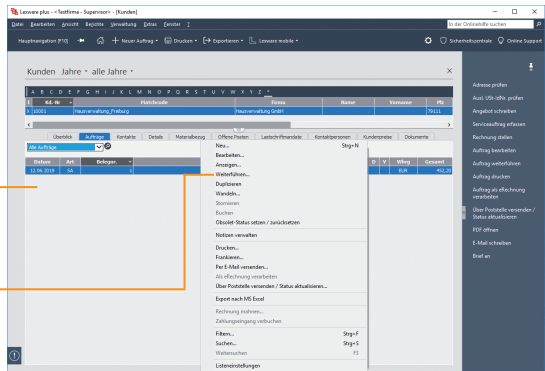 Lexware plus - <Testfirma - Supervisor> - [Kunden]
Datei Bearbeiten Ansicht Berichte Verwaltung Extras Fenster ?
In der Onlinehilfe suchen
Hauptnavigation (F10)
Neuer Auftrag
Drucken
Exportieren
Lexware mobile
Sicherheitszentrale
Online Support
Kunden Jahre alle Jahre
A B C D E F G H I J K L M N O P Q R S T U V W X Y Z *
Kd.-Nr Matchcode Firma Name Vorname Plz
10001 Hausverwaltung_Freiburg Hausverwaltung GmbH 79111
Überblick Aufträge Kontakte Details Materialbezug Offene Posten Lastschriftmandate Kontaktpersonen Kundenpreise Dokumente
Alle Aufträge
Datum Art Belegnr. D V Wbrg Gesamt
12.06.2019 SA 1 EUR 452,20
Neu... Strg+N
Bearbeiten...
Anzeigen...
Weiterführen...
Duplizieren
Wandeln...
Stornieren
Buchen
Obsolet-Status setzen / zurücksetzen
Notizen verwalten
Drucken...
Frankieren...
Per E-Mail versenden...
Als eRechnung verarbeiten
Über Poststelle versenden / Status aktualisieren...
Export nach MS Excel
Rechnung mahnen...
Zahlungseingang verbuchen
Filtern... Strg+F
Suchen... Strg+S
Weitersuchen F3
Listeneinstellungen
Adresse prüfen
Ausl. USt-IdNr. prüfen
Angebot schreiben
Serviceauftrag erfassen
Rechnung stellen
Auftrag bearbeiten
Auftrag weiterführen
Auftrag drucken
Auftrag als eRechnung
verarbeiten
Über Poststelle versenden /
Status aktualisieren
PDF öffnen
E-Mail schreiben
Brief an